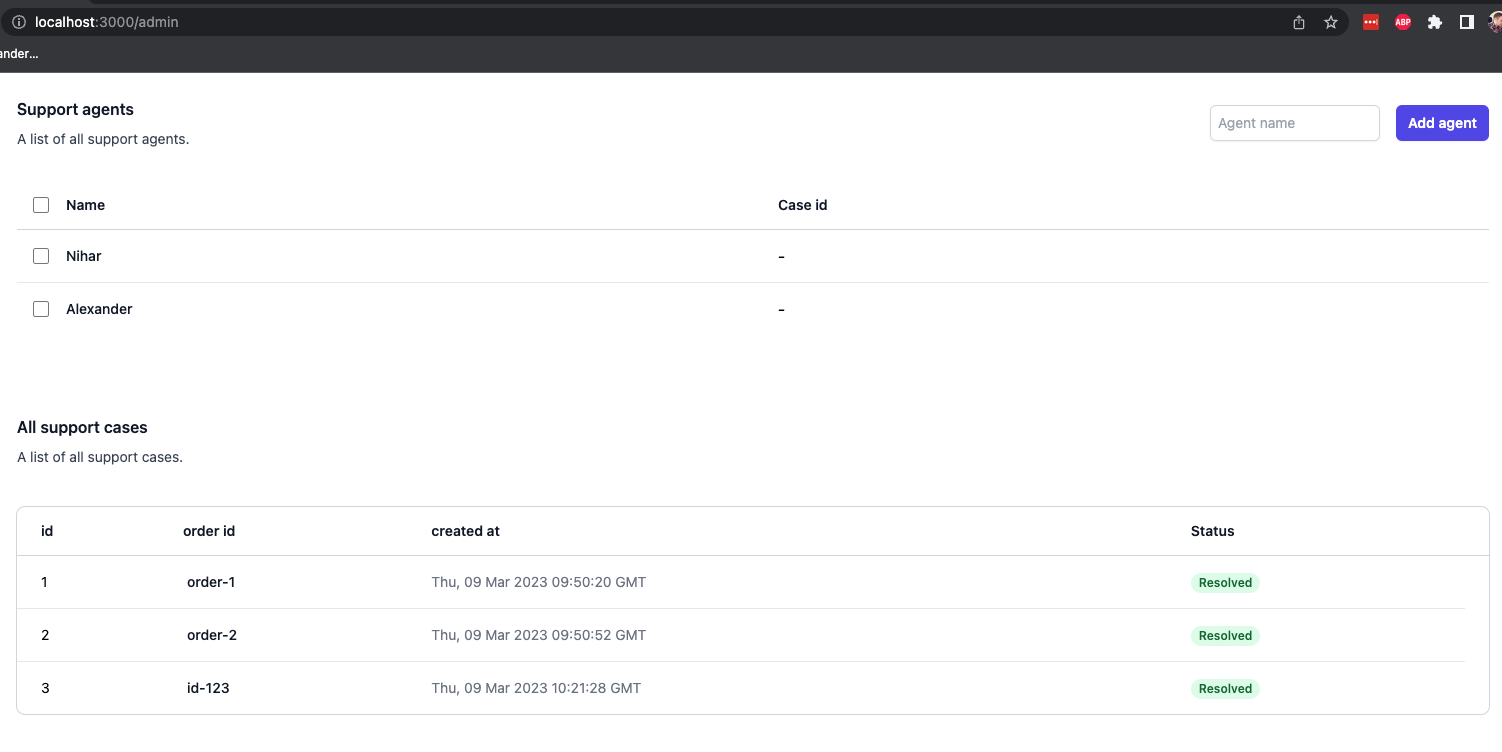 localhost:3000/admin
ABP
ander...
Support agents
A list of all support agents.
Agent name
Add agent
Name Case id
Nihar -
Alexander -
All support cases
A list of all support cases.
id order id created at Status
1 order-1 Thu, 09 Mar 2023 09:50:20 GMT Resolved
2 order-2 Thu, 09 Mar 2023 09:50:52 GMT Resolved
3 id-123 Thu, 09 Mar 2023 10:21:28 GMT Resolved